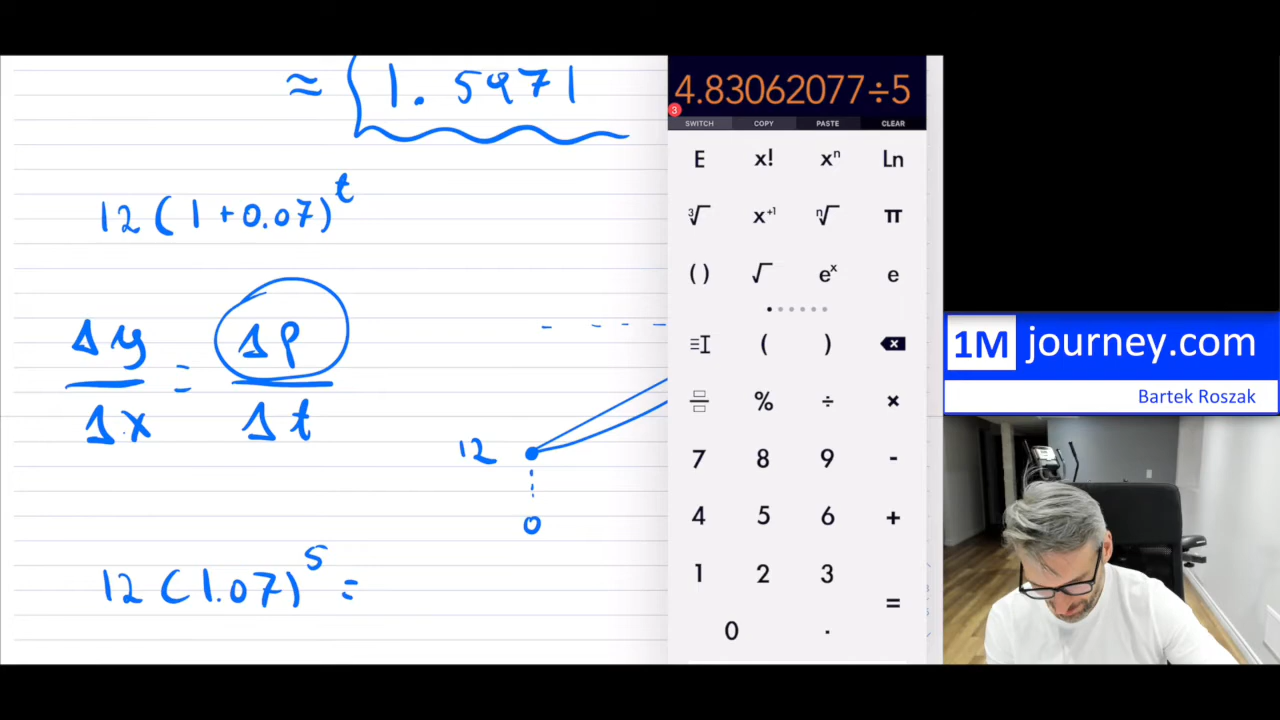 ≈ 1.5971
12(1+0.07)^t
Δy/Δx = Δp/Δt
12
0
12(1.07)^5 =
4.83062077÷5
3
SWITCH COPY PASTE CLEAR
E x! xⁿ Ln
³√ x⁺¹ ⁿ√ π
( ) √ eˣ e
( )
% ÷ ×
7 8 9 -
4 5 6 +
1 2 3 =
0 .
1M journey.com
Bartek Roszak